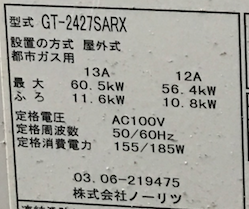 型式 GT-2427SARX
設置の方式 屋外式
都市ガス用
13A 12A
最大 60.5kW 56.4kW
ふろ 11.6kW 10.8kW
定格電圧 AC100V
定格周波数 50/60Hz
定格消費電力 155/185W
03.06-219475
株式会社ノーリツ